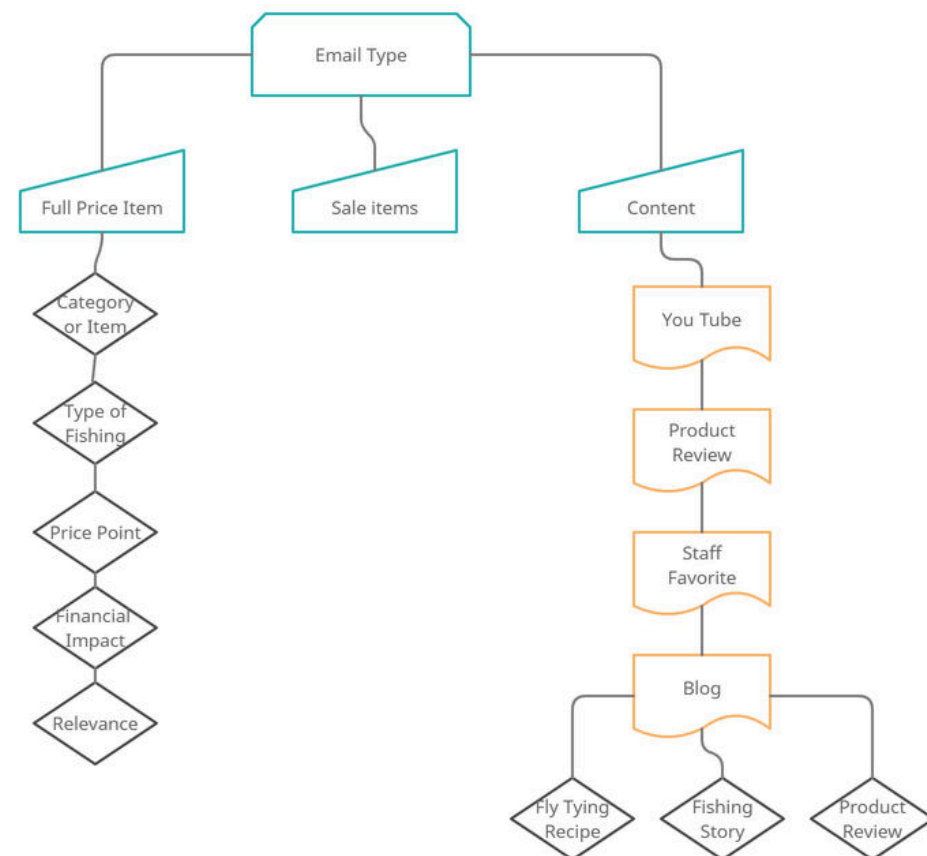 Email Type
Full Price Item
Sale items
Content
Category
or Item
Type of
Fishing
Price Point
Financial
Impact
Relevance
You Tube
Product
Review
Staff
Favorite
Blog
Fly Tying
Recipe
Fishing
Story
Product
Review